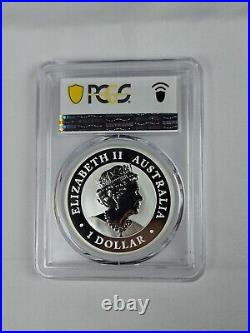 PCGS
ELIZABETH II AUSTRALIA
• 1 DOLLAR •